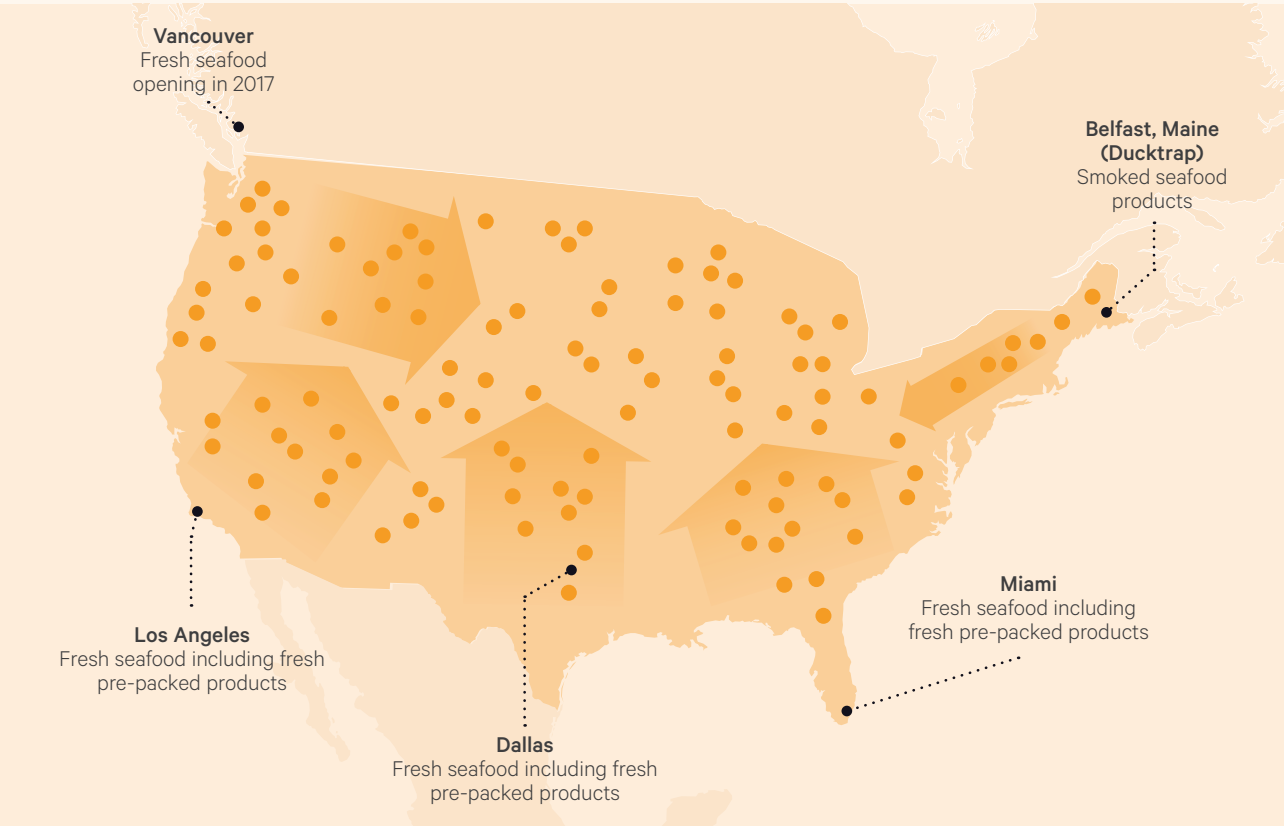 Vancouver
Fresh seafood
opening in 2017
Belfast, Maine
(Ducktrap)
Smoked seafood
products
Miami
Fresh seafood including
fresh pre-packed products
Los Angeles
Fresh seafood including fresh
pre-packed products
Dallas
Fresh seafood including fresh
pre-packed products